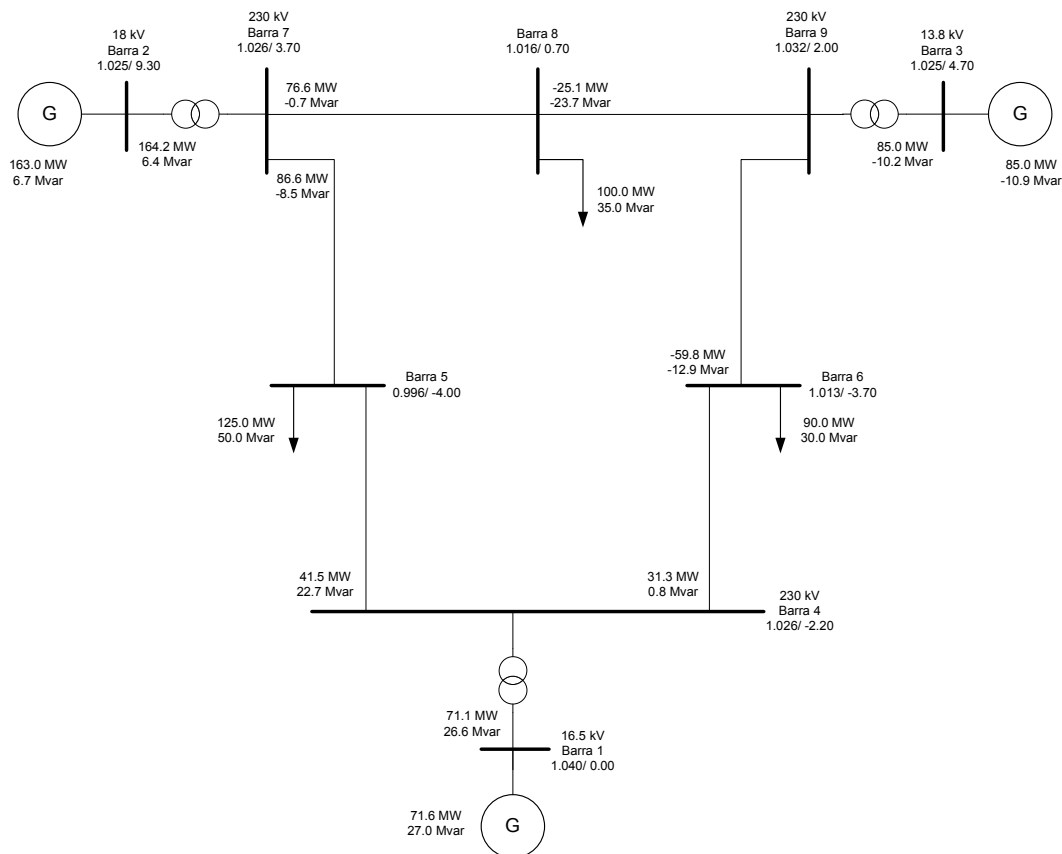 18 kV
Barra 2
1.025/ 9.30
230 kV
Barra 7
1.026/ 3.70
Barra 8
1.016/ 0.70
230 kV
Barra 9
1.032/ 2.00
13.8 kV
Barra 3
1.025/ 4.70
G
163.0 MW
6.7 Mvar
164.2 MW
6.4 Mvar
76.6 MW
-0.7 Mvar
86.6 MW
-8.5 Mvar
-25.1 MW
-23.7 Mvar
100.0 MW
35.0 Mvar
85.0 MW
-10.2 Mvar
G
85.0 MW
-10.9 Mvar
Barra 5
0.996/ -4.00
125.0 MW
50.0 Mvar
-59.8 MW
-12.9 Mvar
Barra 6
1.013/ -3.70
90.0 MW
30.0 Mvar
41.5 MW
22.7 Mvar
31.3 MW
0.8 Mvar
230 kV
Barra 4
1.026/ -2.20
71.1 MW
26.6 Mvar
16.5 kV
Barra 1
1.040/ 0.00
71.6 MW
27.0 Mvar
G